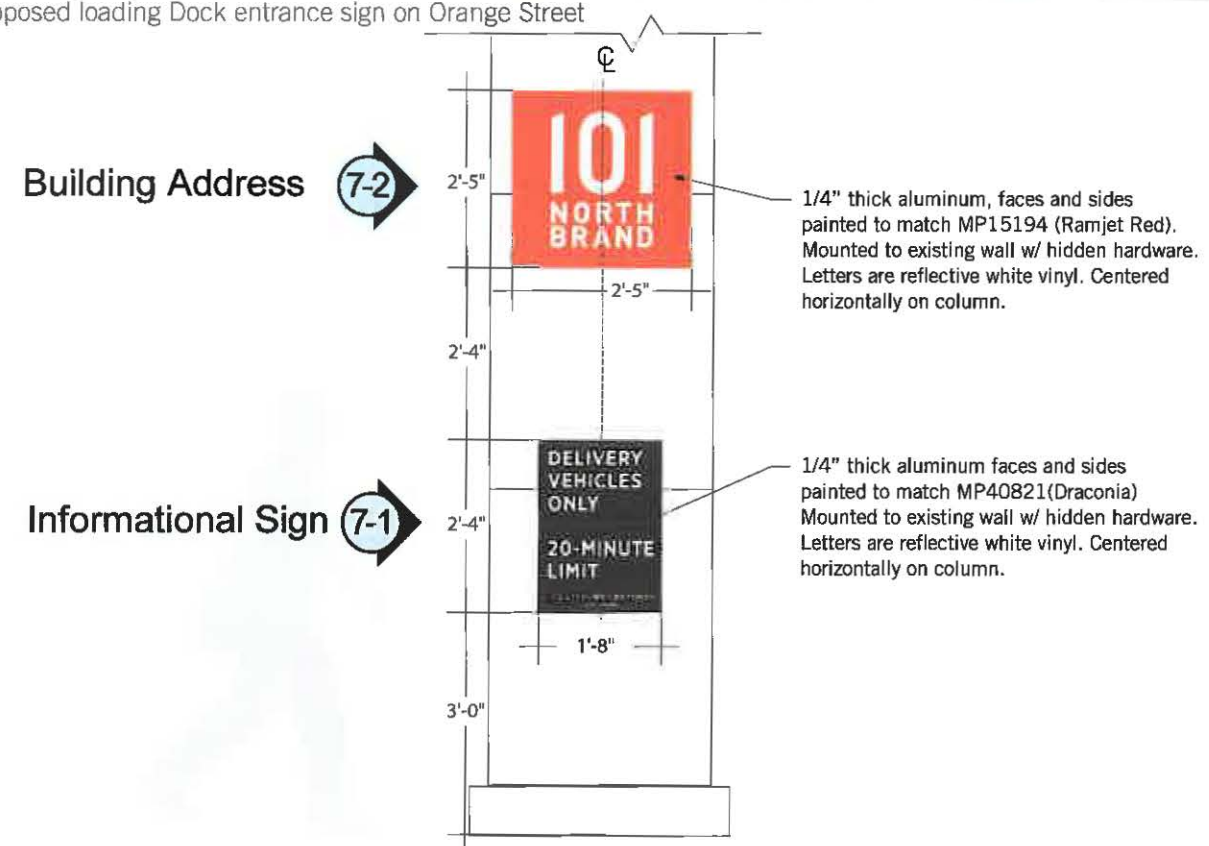 posed loading Dock entrance sign on Orange Street
℄
Building Address
7-2
2'-5"
101
NORTH
BRAND
2'-5"
1/4" thick aluminum, faces and sides
painted to match MP15194 (Ramjet Red).
Mounted to existing wall w/ hidden hardware.
Letters are reflective white vinyl. Centered
horizontally on column.
2'-4"
Informational Sign
7-1
2'-4"
DELIVERY
VEHICLES
ONLY
20-MINUTE
LIMIT
1/4" thick aluminum faces and sides
painted to match MP40821(Draconia)
Mounted to existing wall w/ hidden hardware.
Letters are reflective white vinyl. Centered
horizontally on column.
1'-8"
3'-0"